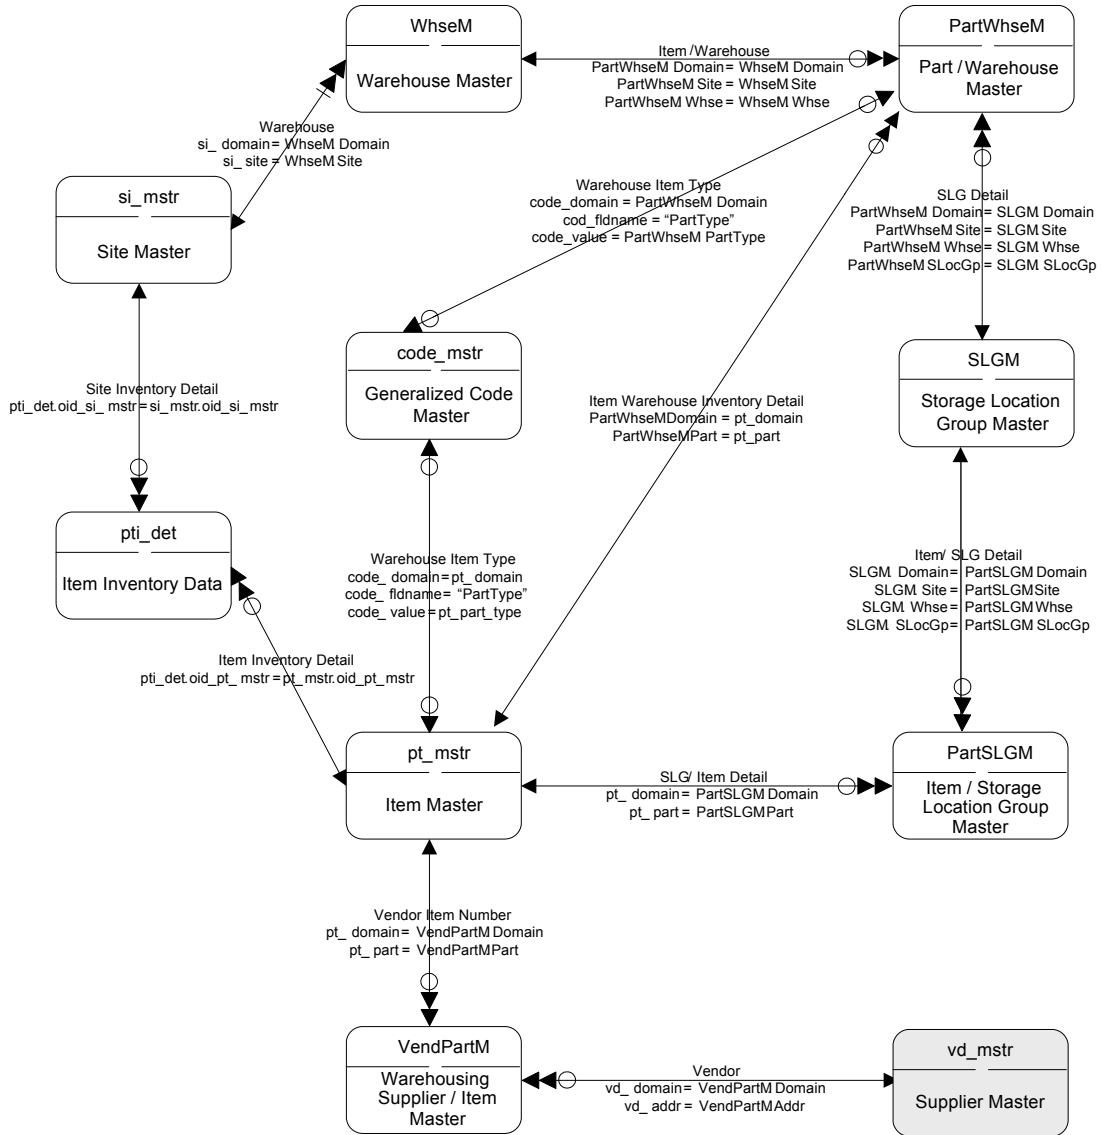 WhseM
Warehouse Master
Item /Warehouse
PartWhseM. Domain = WhseM. Domain
PartWhseM. Site = WhseM. Site
PartWhseM. Whse = WhseM. Whse
PartWhseM
Part / Warehouse
Master
Warehouse
si_ domain = WhseM. Domain
si_ site = WhseM. Site
si_mstr
Site Master
Warehouse Item Type
code_domain = PartWhseM. Domain
cod_fldname = “PartType”
code_value = PartWhseM. PartType
SLG Detail
PartWhseM. Domain = SLGM. Domain
PartWhseM. Site = SLGM. Site
PartWhseM. Whse = SLGM. Whse
PartWhseM. SLocGp = SLGM. SLocGp
code_mstr
Generalized Code
Master
SLGM
Storage Location
Group Master
Site Inventory Detail
pti_det.oid_si_ mstr = si_mstr.oid_si_mstr
Item Warehouse Inventory Detail
PartWhseMDomain = pt_domain
PartWhseMPart = pt_part
pti_det
Item Inventory Data
Warehouse Item Type
code_ domain = pt_ domain
code_ fldname = “PartType”
code_ value = pt_part_type
Item/ SLG Detail
SLGM. Domain = PartSLGM. Domain
SLGM. Site = PartSLGMSite
SLGM. Whse = PartSLGM. Whse
SLGM. SLocGp = PartSLGM. SLocGp
Item Inventory Detail
pti_det.oid_pt_ mstr = pt_mstr.oid_pt_mstr
pt_mstr
Item Master
SLG/ Item Detail
pt_ domain = PartSLGM. Domain
pt_ part = PartSLGMPart
PartSLGM
Item / Storage
Location Group
Master
Vendor Item Number
pt_ domain = VendPartM. Domain
pt_ part = VendPartMPart
VendPartM
Warehousing
Supplier / Item
Master
Vendor
vd_ domain = VendPartM. Domain
vd_ addr = VendPartMAddr
vd_mstr
Supplier Master